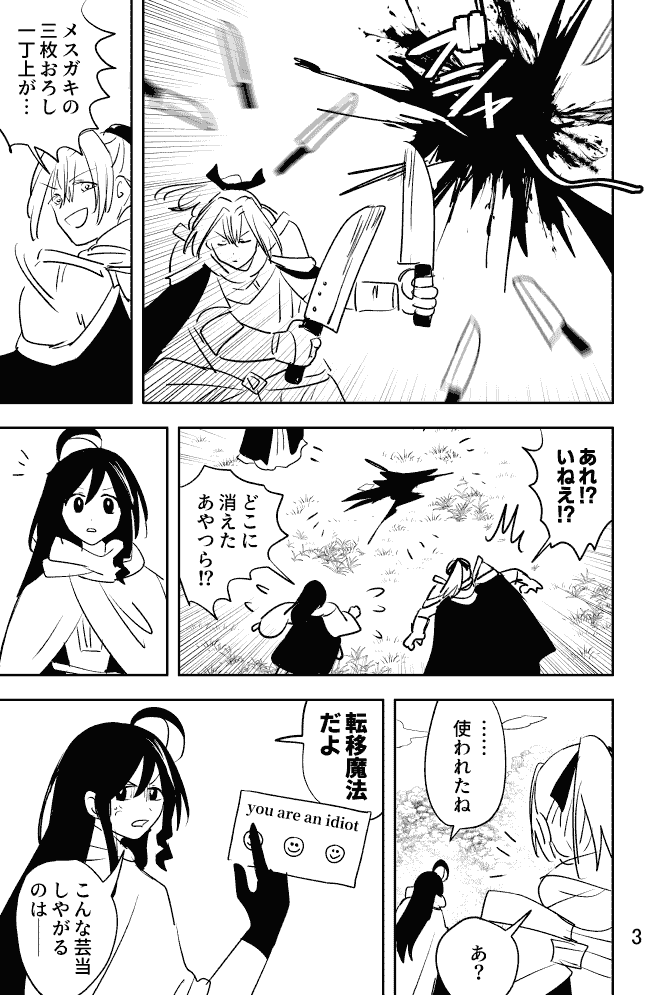 グシャ
メスガキの
三枚おろし
一丁上が…
あれ!?
いねえ!?
どこに
消えた
あやつら!?
……
使われたね
あ?
転移魔法
だよ
you are an idiot
こんな芸当
しやがる
のは――
3